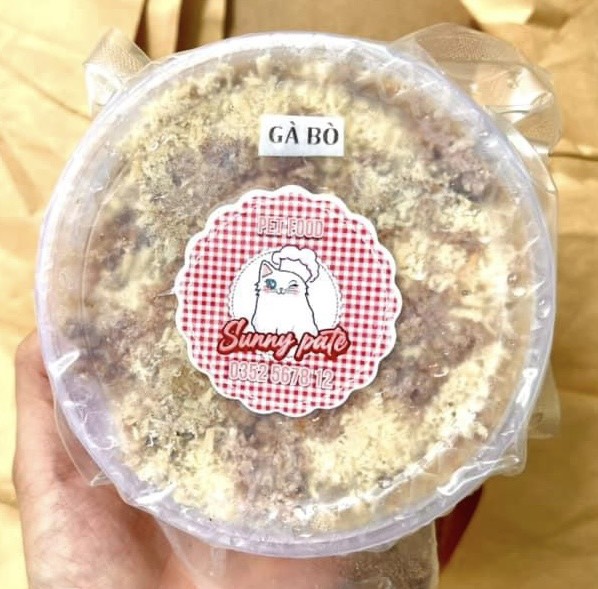 GÀ BÒ
PET FOOD
Sunny pate
0352 5678 12